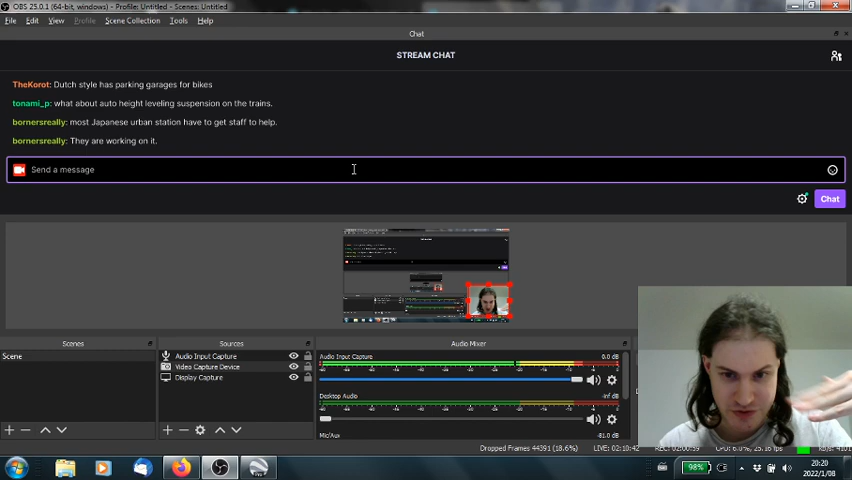 OBS 25.0.1 (64-bit, windows) - Profile: Untitled - Scenes: Untitled
File Edit View Profile Scene Collection Tools Help
Chat
STREAM CHAT
TheKorot: Dutch style has parking garages for bikes
tonami_p: what about auto height leveling suspension on the trains.
bornersreally: most Japanese urban station have to get staff to help.
bornersreally: They are working on it.
Send a message
Chat
Scenes Sources Audio Mixer
Scene
Audio Input Capture
Video Capture Device
Display Capture
Audio Input Capture 0.0 dB
Desktop Audio -inf dB
Mic/Aux -81.0 dB
Dropped Frames 44391 (18.6%) LIVE: 02:10:42 REC: 02:00:59
98% 20:20
2022/1/08